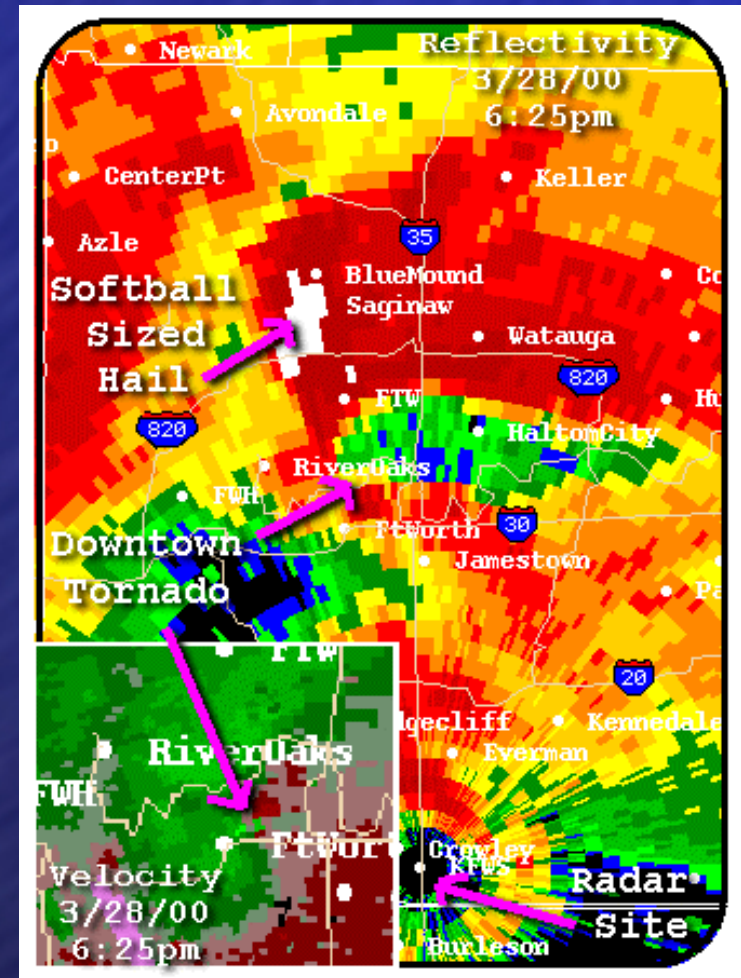 Newark
Reflectivity
3/28/00
6:25pm
Avondale
CenterPt
Keller
Azle
35
BlueMound
Saginaw
Softball
Sized
Hail
Watauga
820
FTW
820
HaltomCity
RiverOaks
FWH
FtWorth
30
Downtown
Tornado
Jamestown
20
FTW
RiverOaks
FWH
FtWor
Velocity
3/28/00
6:25pm
dgecliff
Kennedale
Everman
Crowley
KFWS
Radar
Site
Burleson